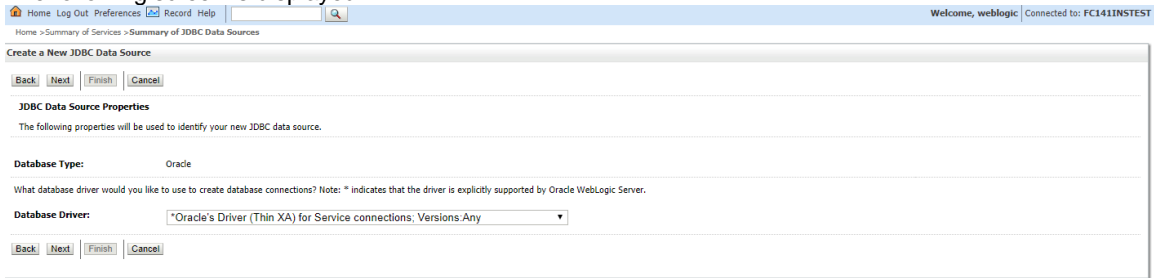 Home Log Out Preferences Record Help
Welcome, weblogic Connected to: FC141INSTEST
Home >Summary of Services >Summary of JDBC Data Sources
Create a New JDBC Data Source
Back Next Finish Cancel
JDBC Data Source Properties
The following properties will be used to identify your new JDBC data source.
Database Type: Oracle
What database driver would you like to use to create database connections? Note: * indicates that the driver is explicitly supported by Oracle WebLogic Server.
Database Driver: *Oracle's Driver (Thin XA) for Service connections; Versions:Any
Back Next Finish Cancel